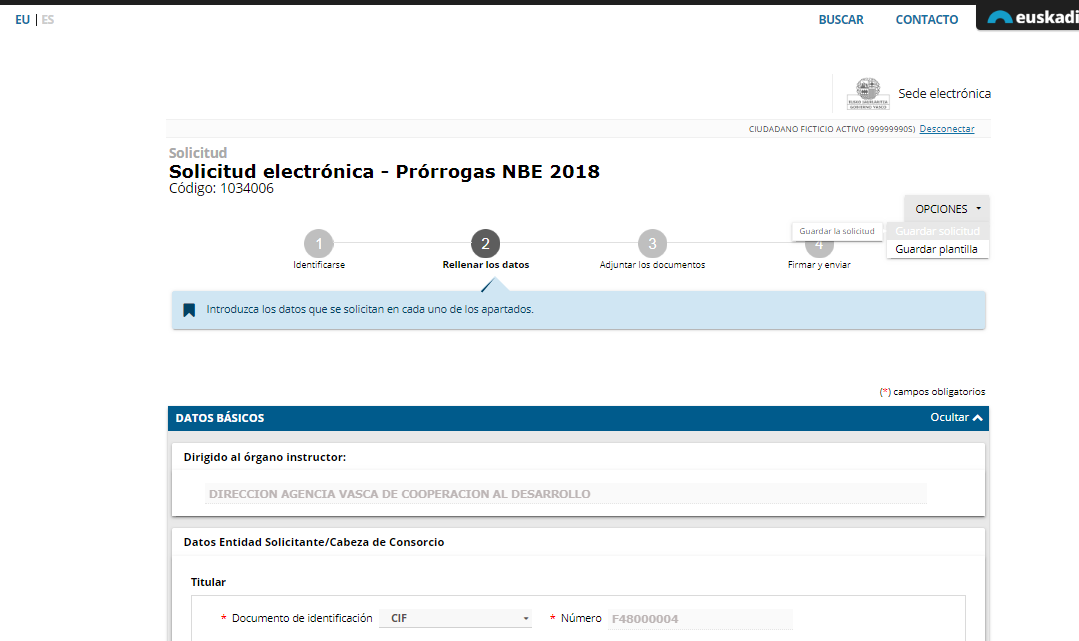 EU | ES
BUSCAR
CONTACTO
euskadi
EUSKO JAURLARITZA
GOBIERNO VASCO
Sede electrónica
CIUDADANO FICTICIO ACTIVO (99999990S) Desconectar
Solicitud
Solicitud electrónica - Prórrogas NBE 2018
Código: 1034006
OPCIONES
Guardar la solicitud
Guardar solicitud
Guardar plantilla
1
2
3
4
Identificarse
Rellenar los datos
Adjuntar los documentos
Firmar y enviar
Introduzca los datos que se solicitan en cada uno de los apartados.
(*) campos obligatorios
DATOS BÁSICOS
Ocultar
Dirigido al órgano instructor:
DIRECCION AGENCIA VASCA DE COOPERACION AL DESARROLLO
Datos Entidad Solicitante/Cabeza de Consorcio
Titular
* Documento de identificación CIF * Número F48000004